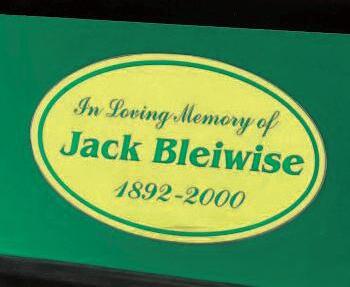 In Loving Memory of
Jack Bleiwise
1892-2000